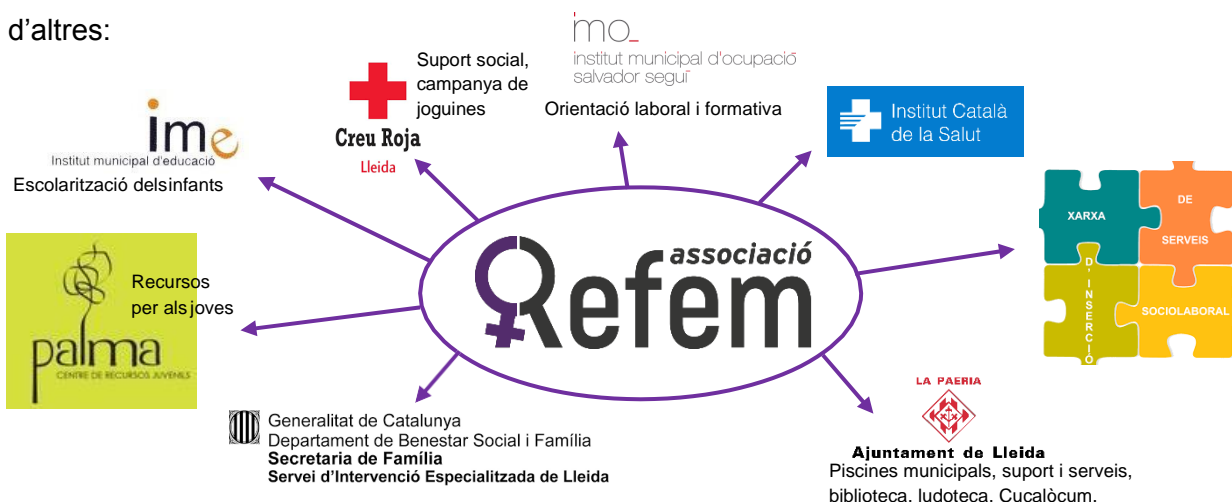 d'altres:
imo_
institut municipal d'ocupació
salvador seguí
Orientació laboral i formativa
Suport social,
campanya de
joguines
Creu Roja
Lleida
ime
Institut municipal d'educació
Escolarització delsinfants
Institut Català
de la Salut
XARXA
DE
SERVEIS
D'INSERCIÓ
SOCIOLABORAL
associació
Refem
Recursos
per alsjoves
palma
CENTRE DE RECURSOS JUVENILS
Generalitat de Catalunya
Departament de Benestar Social i Família
Secretaria de Família
Servei d'Intervenció Especialitzada de Lleida
LA PAERIA
Ajuntament de Lleida
Piscines municipals, suport i serveis,
biblioteca, ludoteca, Cucalòcum.